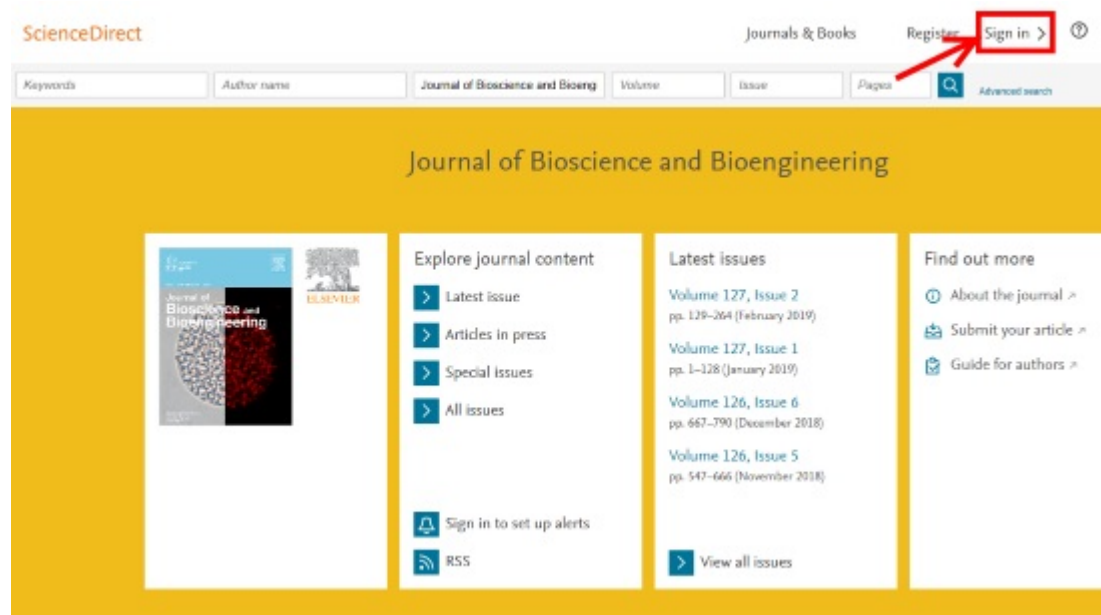 ScienceDirect
Journals & Books
Register
Sign in >
?
Keywords
Author name
Journal of Bioscience and Bioeng
Volume
Issue
Pages
Advanced search
Journal of Bioscience and Bioengineering
Journal of
Bioscience and
Bioengineering
ELSEVIER
Explore journal content
Latest issue
Articles in press
Special issues
All issues
Sign in to set up alerts
RSS
Latest issues
Volume 127, Issue 2
pp. 129–264 (February 2019)
Volume 127, Issue 1
pp. 1–128 (January 2019)
Volume 126, Issue 6
pp. 667–790 (December 2018)
Volume 126, Issue 5
pp. 547–666 (November 2018)
View all issues
Find out more
About the journal
Submit your article
Guide for authors